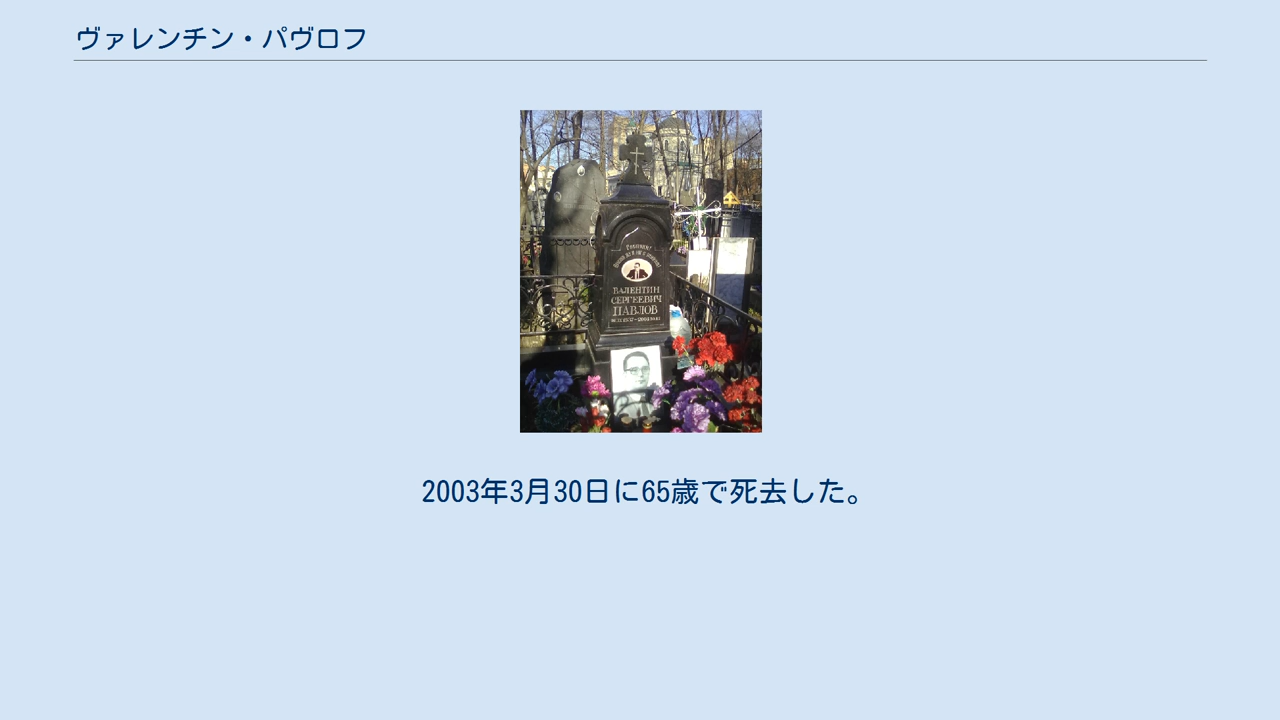 ヴァレンチン・パヴロフ
ВАЛЕНТИН
СЕРГЕЕВИЧ
ПАВЛОВ
2003年3月30日に65歳で死去した。